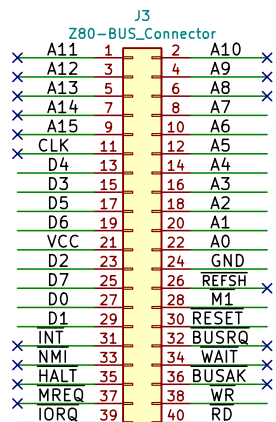 J3
Z80-BUS_Connector
A11 1 2 A10
A12 3 4 A9
A13 5 6 A8
A14 7 8 A7
A15 9 10 A6
CLK 11 12 A5
D4 13 14 A4
D3 15 16 A3
D5 17 18 A2
D6 19 20 A1
VCC 21 22 A0
D2 23 24 GND
D7 25 26 REFSH
D0 27 28 M1
D1 29 30 RESET
INT 31 32 BUSRQ
NMI 33 34 WAIT
HALT 35 36 BUSAK
MREQ 37 38 WR
IORQ 39 40 RD